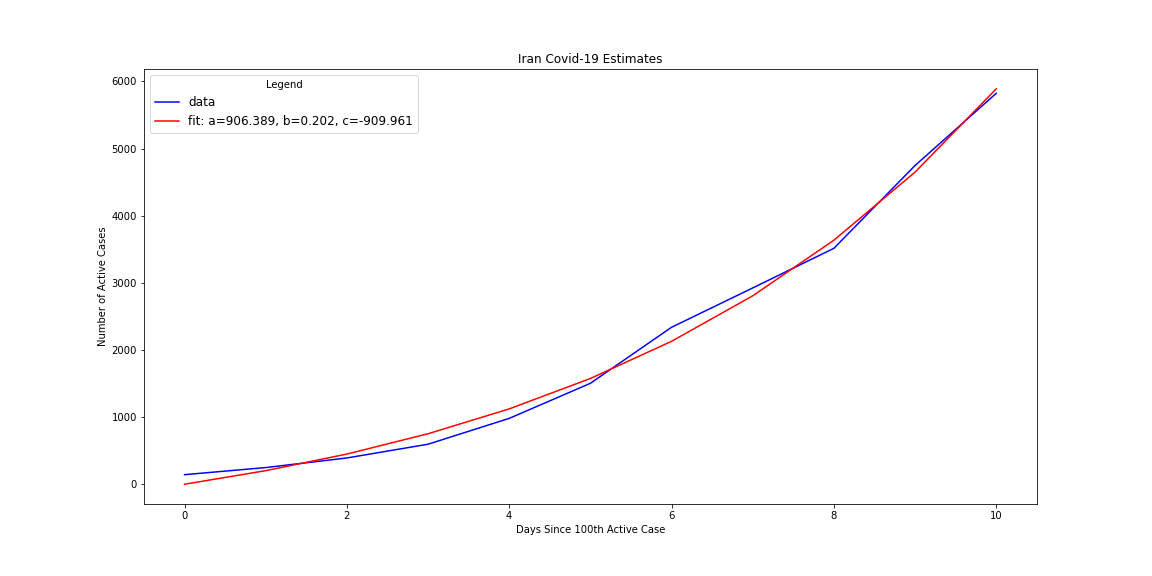 Iran Covid-19 Estimates
Legend
data
fit: a=906.389, b=0.202, c=-909.961
Number of Active Cases
6000
5000
4000
3000
2000
1000
0
0 2 4 6 8 10
Days Since 100th Active Case